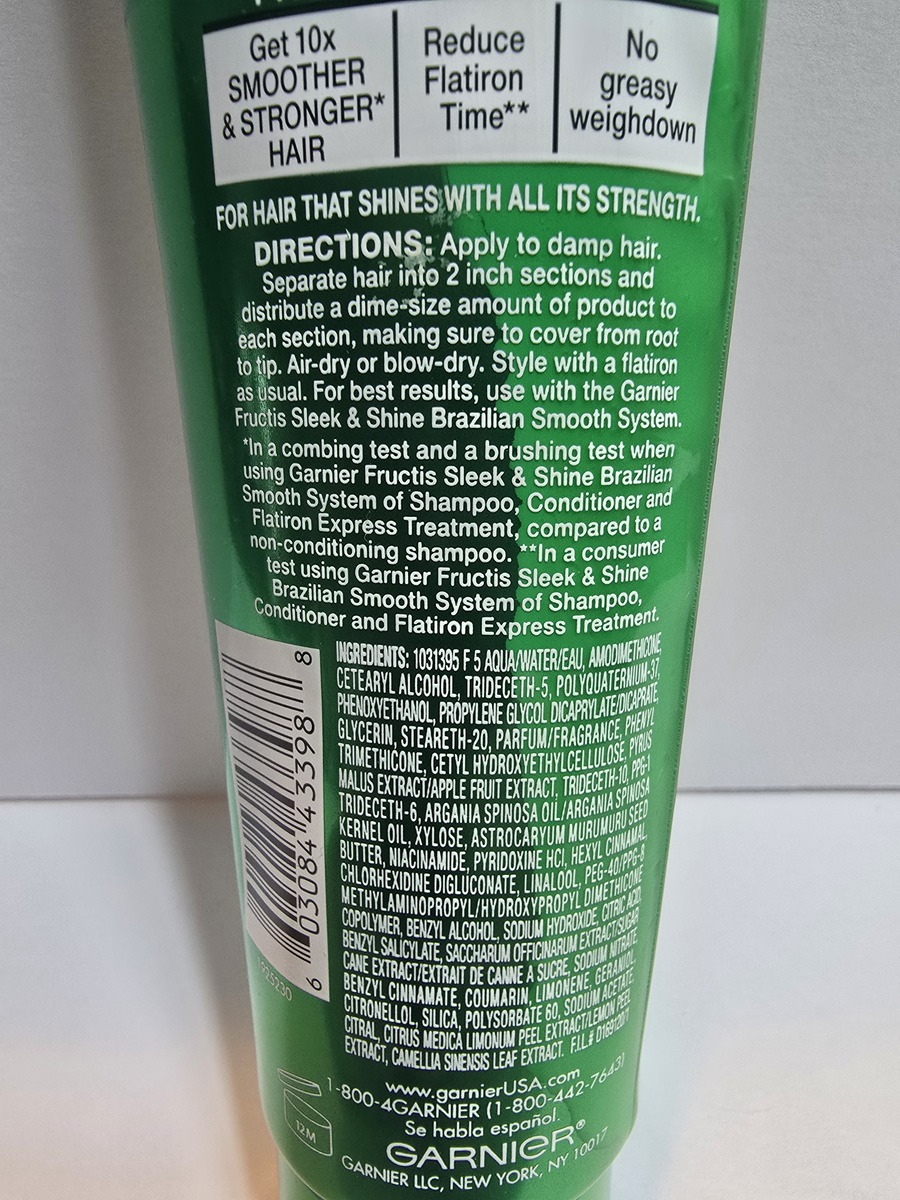 Get 10x
SMOOTHER
& STRONGER*
HAIR
Reduce
Flatiron
Time**
No
greasy
weighdown
FOR HAIR THAT SHINES WITH ALL ITS STRENGTH.
DIRECTIONS: Apply to damp hair.
Separate hair into 2 inch sections and
distribute a dime-size amount of product to
each section, making sure to cover from root
to tip. Air-dry or blow-dry. Style with a flatiron
as usual. For best results, use with the Garnier
Fructis Sleek & Shine Brazilian Smooth System.
*In a combing test and a brushing test when
using Garnier Fructis Sleek & Shine Brazilian
Smooth System of Shampoo, Conditioner and
Flatiron Express Treatment, compared to a
non-conditioning shampoo. **In a consumer
test using Garnier Fructis Sleek & Shine
Brazilian Smooth System of Shampoo,
Conditioner and Flatiron Express Treatment.
INGREDIENTS: 1031395 F 5 AQUA/WATER/EAU, AMODIMETHICONE,
CETEARYL ALCOHOL, TRIDECETH-5, POLYQUATERNIUM-37,
PHENOXYETHANOL, PROPYLENE GLYCOL DICAPRYLATE/DICAPRATE,
GLYCERIN, STEARETH-20, PARFUM/FRAGRANCE, PHENYL
TRIMETHICONE, CETYL HYDROXYETHYLCELLULOSE, PYRUS
MALUS EXTRACT/APPLE FRUIT EXTRACT, TRIDECETH-10, PPG-1
TRIDECETH-6, ARGANIA SPINOSA OIL/ARGANIA SPINOSA
KERNEL OIL, XYLOSE, ASTROCARYUM MURUMURU SEED
BUTTER, NIACINAMIDE, PYRIDOXINE HCl, HEXYL CINNAMAL,
CHLORHEXIDINE DIGLUCONATE, LINALOOL, PEG-40/PPG-8
METHYLAMINOPROPYL/HYDROXYPROPYL DIMETHICONE
COPOLYMER, BENZYL ALCOHOL, SODIUM HYDROXIDE, CITRIC ACID,
BENZYL SALICYLATE, SACCHARUM OFFICINARUM EXTRACT/SUGAR
CANE EXTRACT/EXTRAIT DE CANNE A SUCRE, SODIUM NITRATE,
BENZYL CINNAMATE, COUMARIN, LIMONENE, GERANIOL,
CITRONELLOL, SILICA, POLYSORBATE 60, SODIUM ACETATE,
CITRAL, CITRUS MEDICA LIMONUM PEEL EXTRACT/LEMON PEEL
EXTRACT, CAMELLIA SINENSIS LEAF EXTRACT. F.I.L.# D169120/1
6 03084 43398 8
12M
www.garnierUSA.com
1-800-4GARNIER (1-800-442-7643)
Se habla español.
GARNIER®
GARNIER LLC, NEW YORK, NY 10017